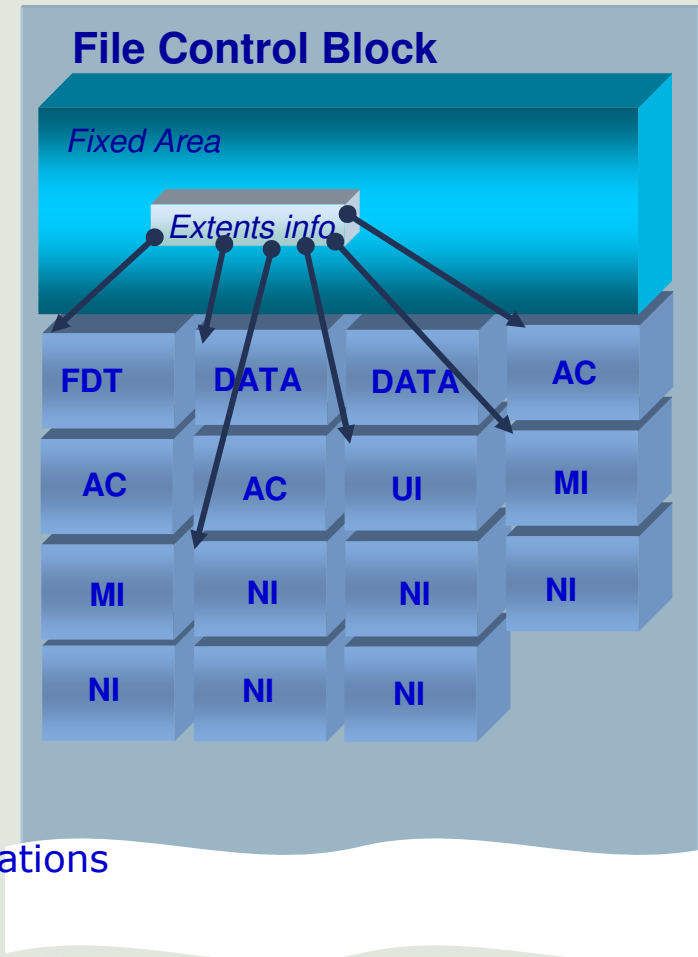 File Control Block
Fixed Area
Extents info
FDT DATA DATA AC
AC AC UI MI
MI NI NI NI
NI NI NI
ations